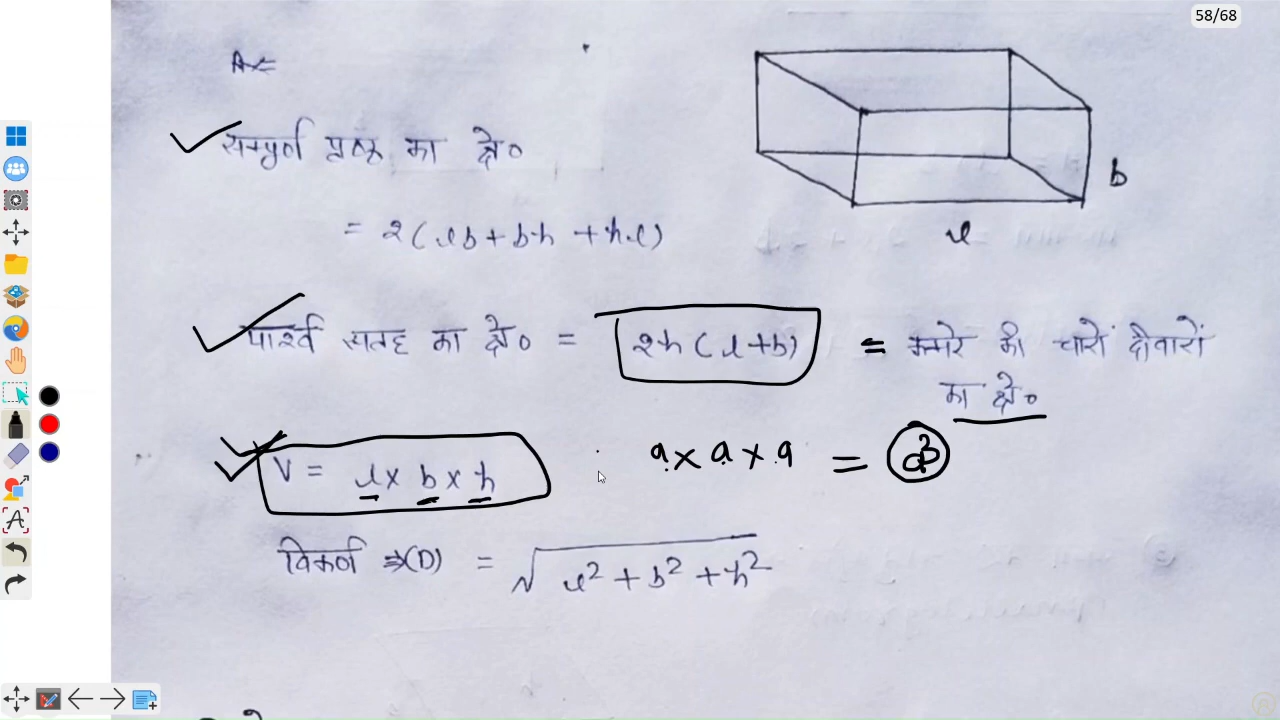 58/68
सम्पूर्ण पृष्ठ का क्षे०
= 2(lb+bh+hl)
b
l
पार्श्व सतह का क्षे० = 2h(l+b) = कमरे की चारों दीवारों
का क्षे०
V = l x b x h a x a x a = a³
विकर्ण ⇒(D) = √l²+b²+h²